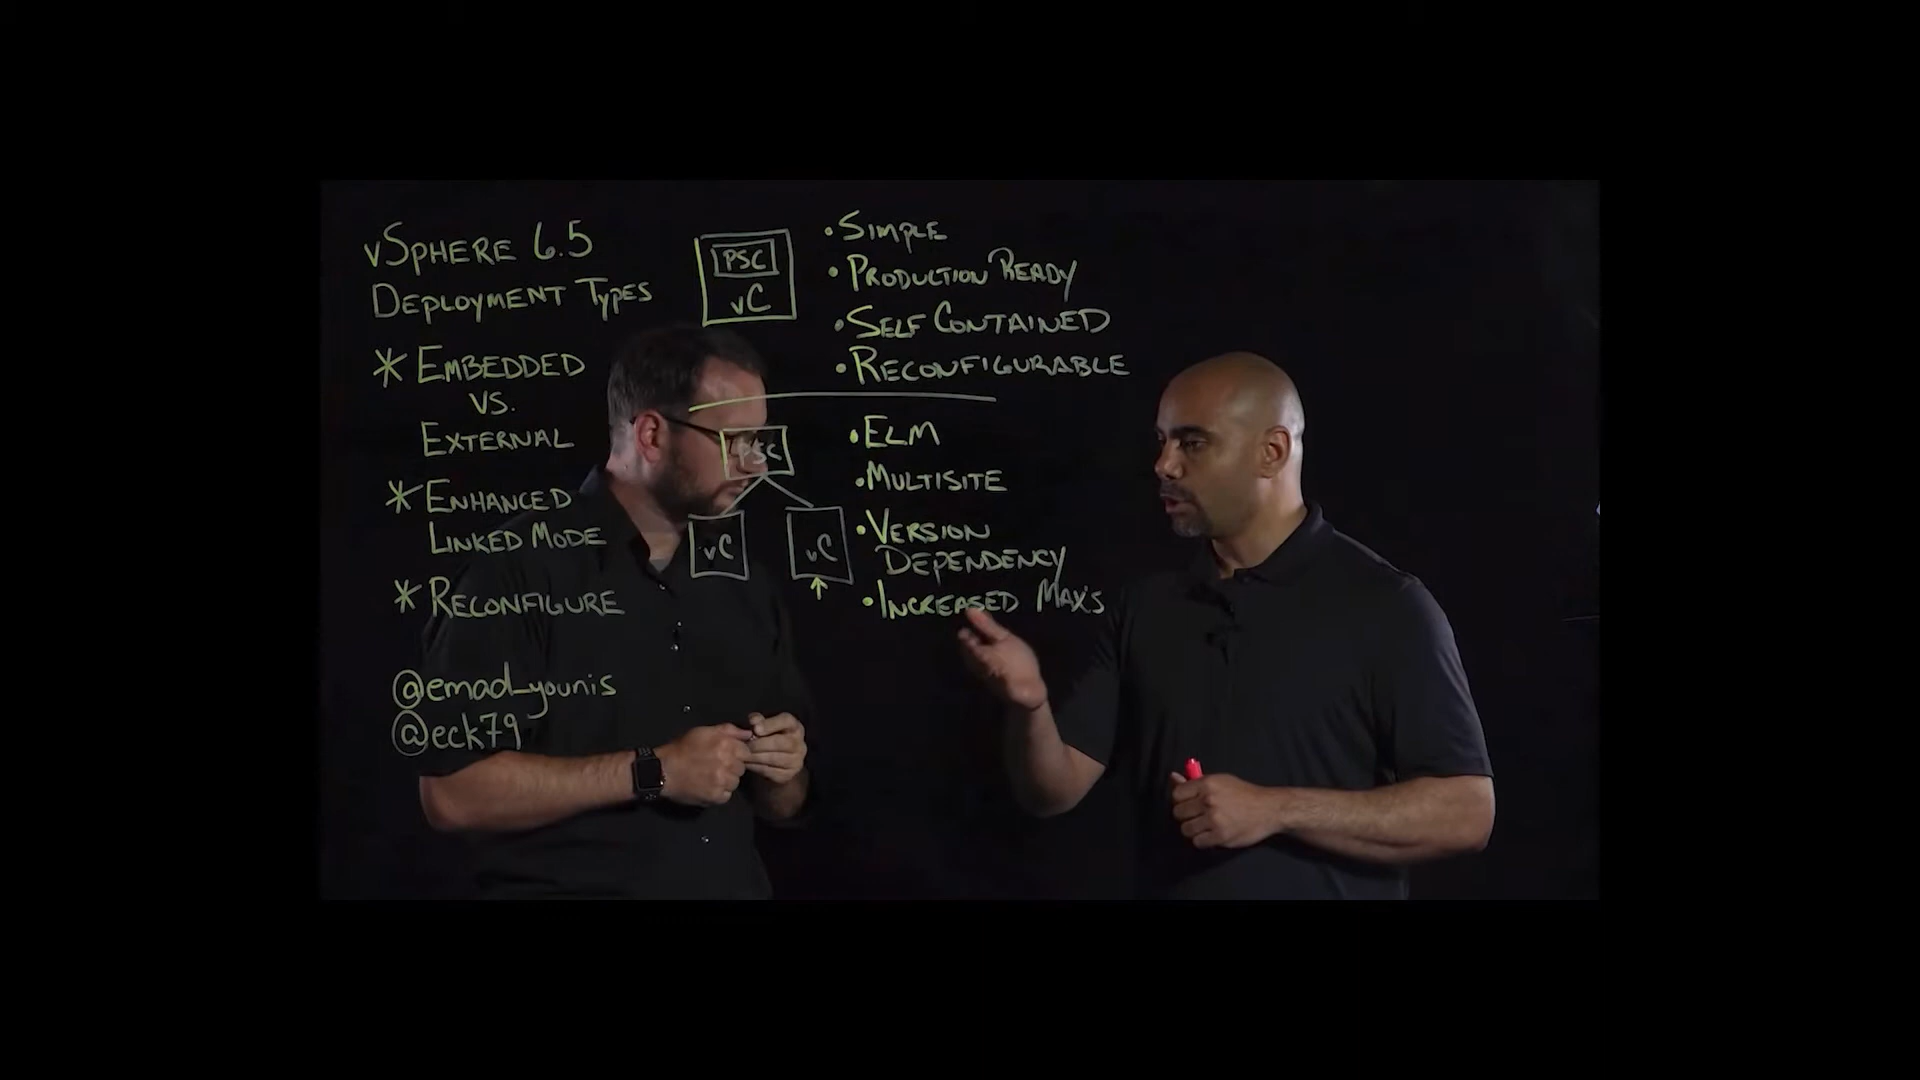 vSphere 6.5
Deployment Types
* Embedded
vs.
External
* Enhanced
Linked Mode
* Reconfigure
@emad_younis
@eck79
PSC
vC
• Simple
• Production Ready
• Self Contained
• Reconfigurable
PSC
vC
vC
• ELM
• Multisite
• Version
Dependency
• Increased Max's